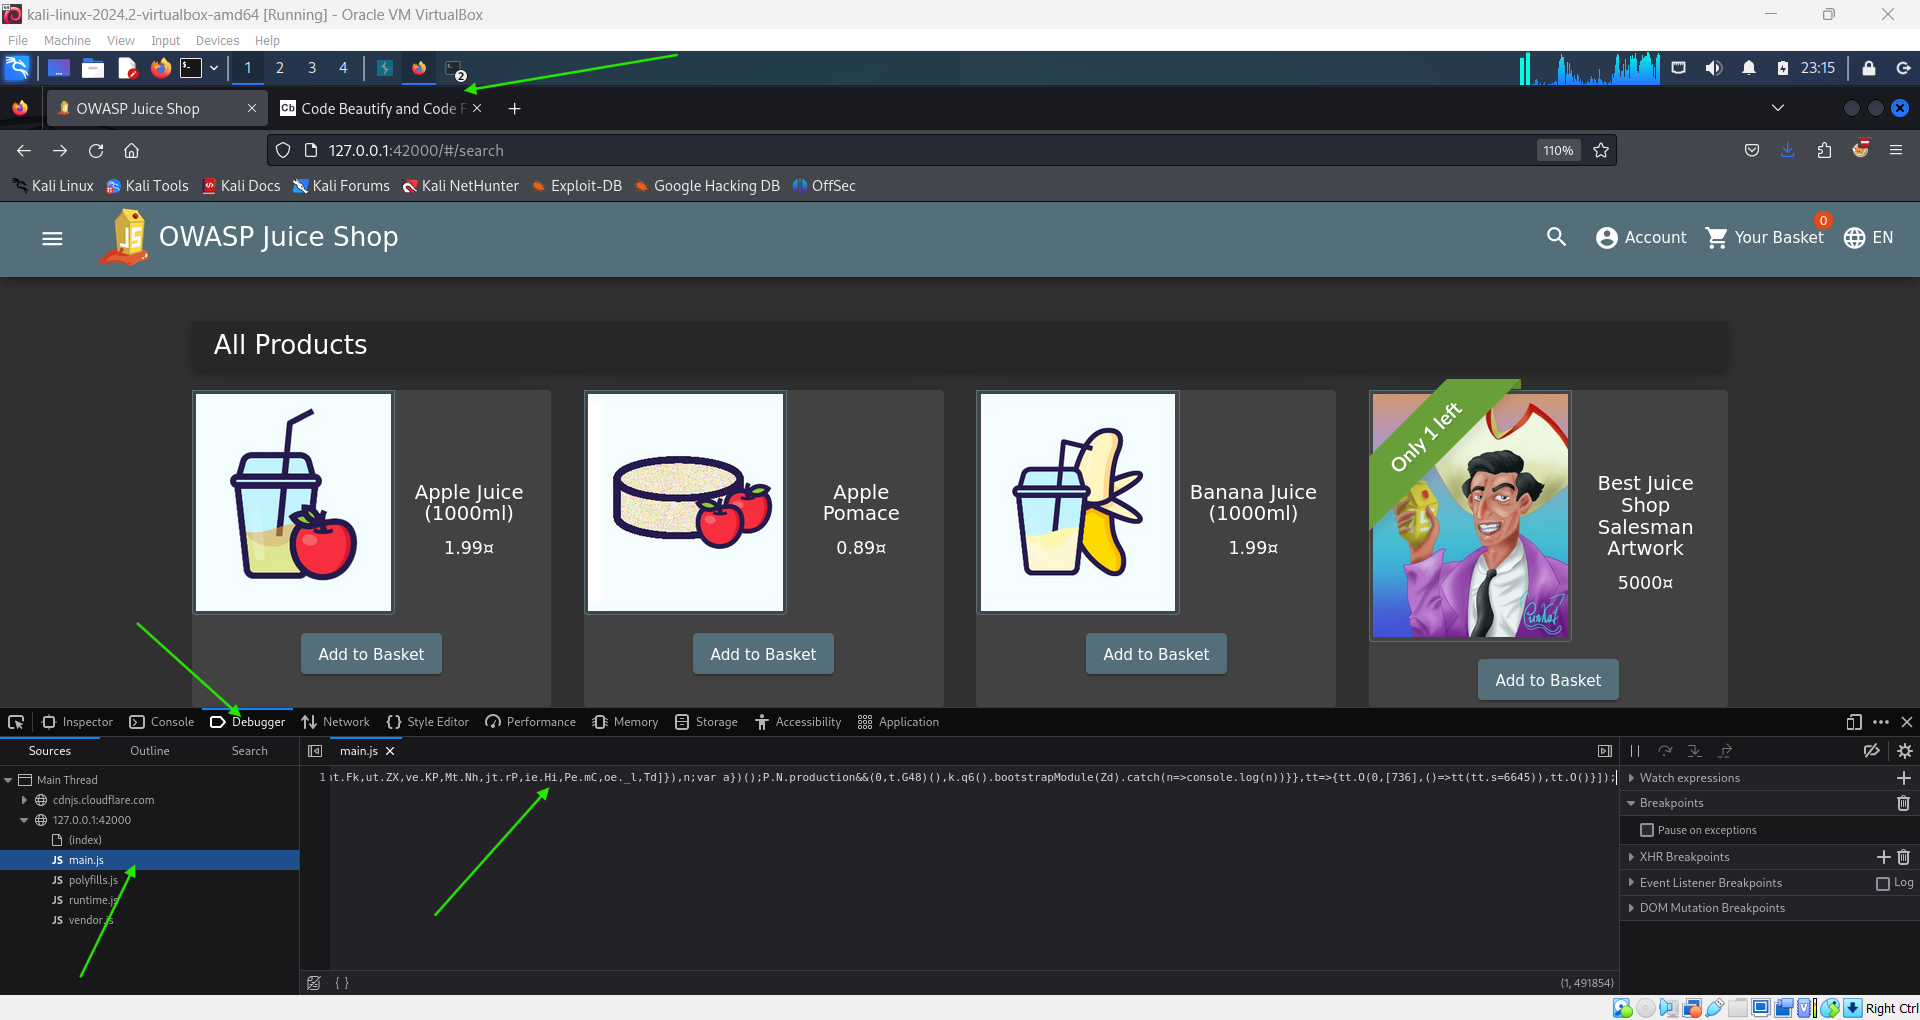 kali-linux-2024.2-virtualbox-amd64 [Running] - Oracle VM VirtualBox
File Machine View Input Devices Help
1 2 3 4 2 23:15
OWASP Juice Shop Cb Code Beautify and Code F
127.0.0.1:42000/#/search 110%
Kali Linux Kali Tools Kali Docs Kali Forums Kali NetHunter Exploit-DB Google Hacking DB OffSec
JS OWASP Juice Shop Account Your Basket 0 EN
All Products
Apple Juice
(1000ml)
1.99¤
Add to Basket
Apple
Pomace
0.89¤
Add to Basket
Banana Juice
(1000ml)
1.99¤
Add to Basket
Only 1 left
Best Juice
Shop
Salesman
Artwork
5000¤
Add to Basket
Inspector Console Debugger Network Style Editor Performance Memory Storage Accessibility Application
Sources Outline Search main.js
Main Thread
cdnjs.cloudflare.com
127.0.0.1:42000
(index)
JS main.js
JS polyfills.js
JS runtime.js
JS vendor.js
1 it.Fk,ut.ZX,ve.KP,Mt.Nh,jt.rP,ie.Hi,Pe.mC,oe._l,Td]}),n;var a})();P.N.production&&(0,t.G48)(),k.q6().bootstrapModule(Zd).catch(n=>console.log(n))}},tt=>{tt.O(0,[736],()=>tt(tt.s=6645)),tt.O()}]);
{ } (1, 491854)
Watch expressions
Breakpoints
Pause on exceptions
XHR Breakpoints
Event Listener Breakpoints Log
DOM Mutation Breakpoints
Right Ctrl